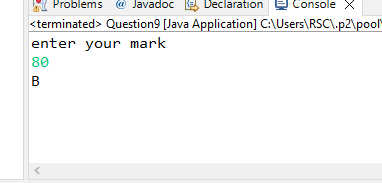 Problems @ Javadoc Declaration Console
<terminated> Question9 [Java Application] C:\Users\RSC\.p2\pool\
enter your mark
80
B